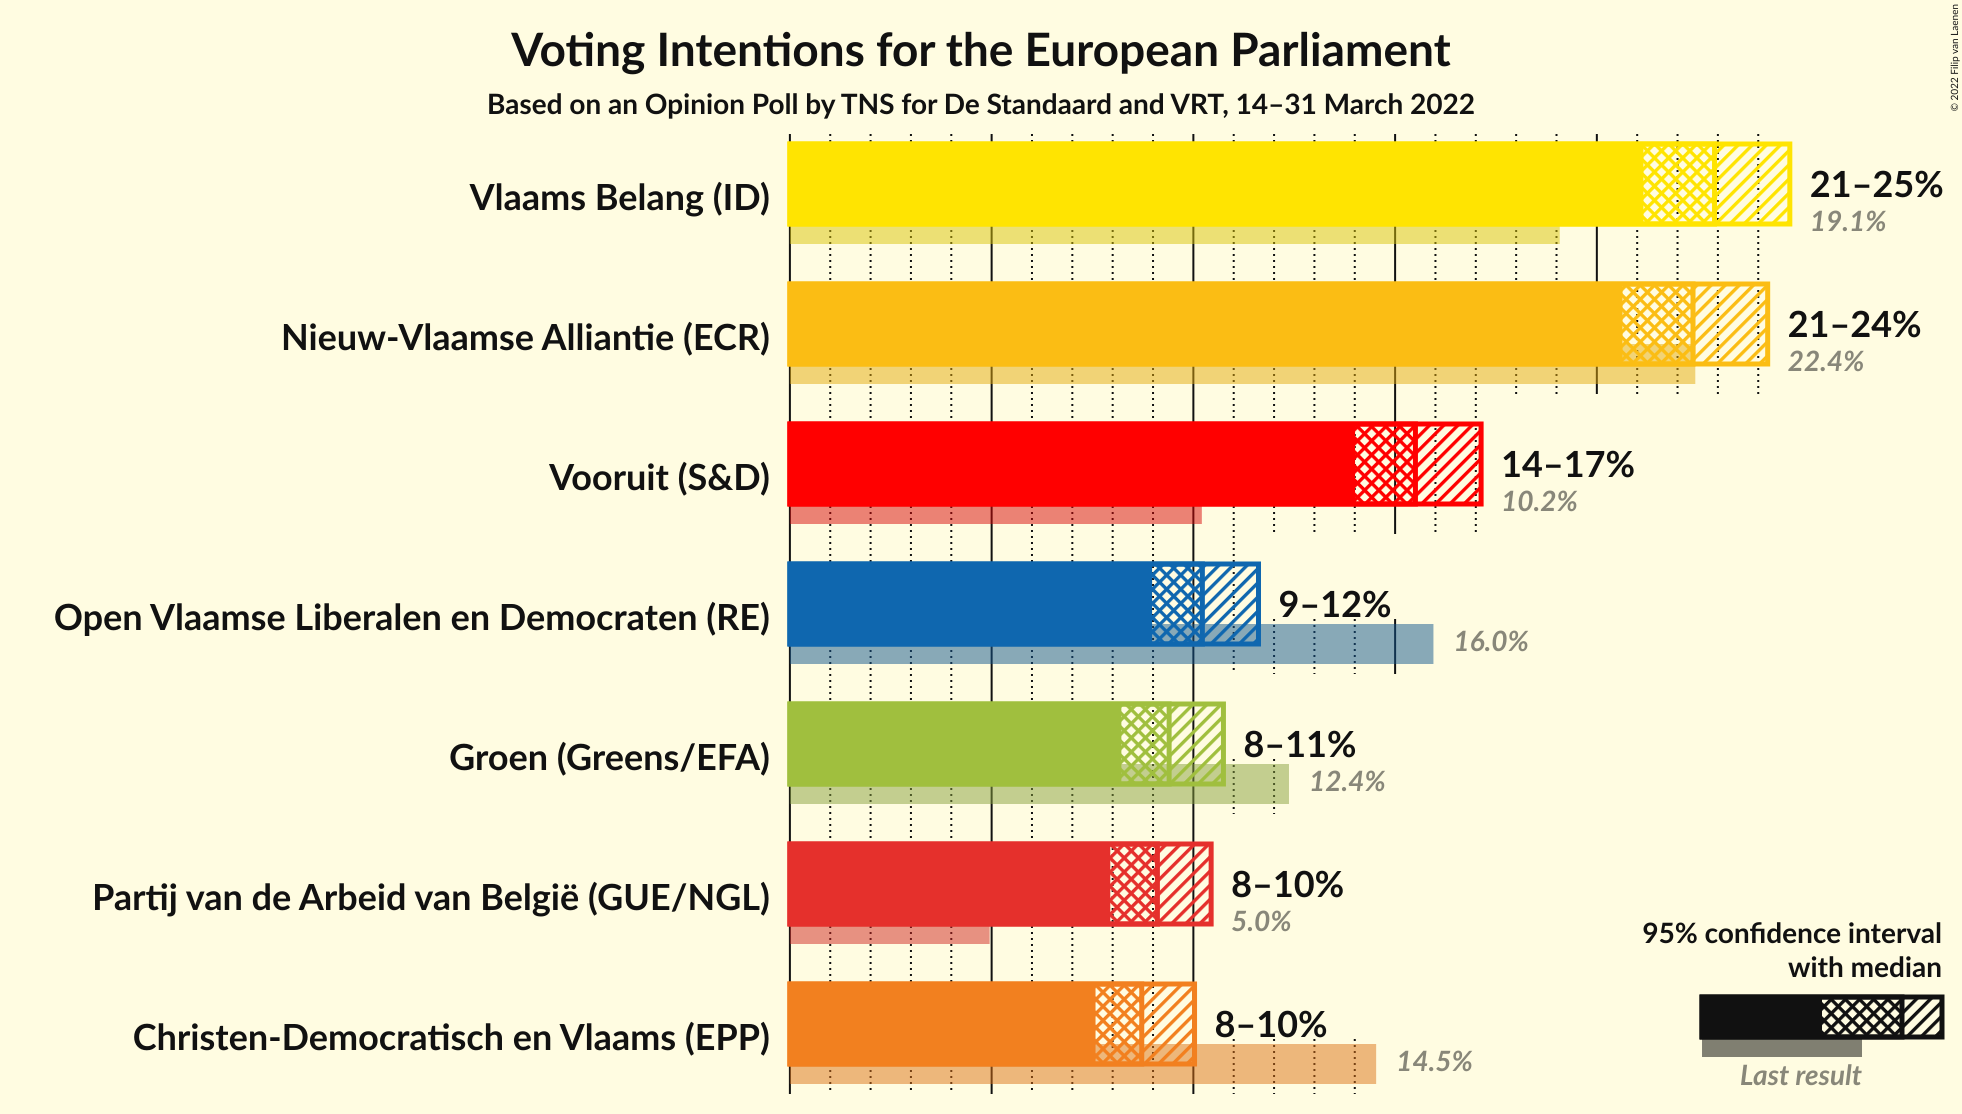 Voting Intentions for the European Parliament
Based on an Opinion Poll by TNS for De Standaard and VRT, 14–31 March 2022
© 2022 Filip van Laenen
Vlaams Belang (ID)
21–25%
19.1%
Nieuw-Vlaamse Alliantie (ECR)
21–24%
22.4%
Vooruit (S&D)
14–17%
10.2%
Open Vlaamse Liberalen en Democraten (RE)
9–12%
16.0%
Groen (Greens/EFA)
8–11%
12.4%
Partij van de Arbeid van België (GUE/NGL)
8–10%
5.0%
Christen-Democratisch en Vlaams (EPP)
8–10%
14.5%
95% confidence interval
with median
Last result